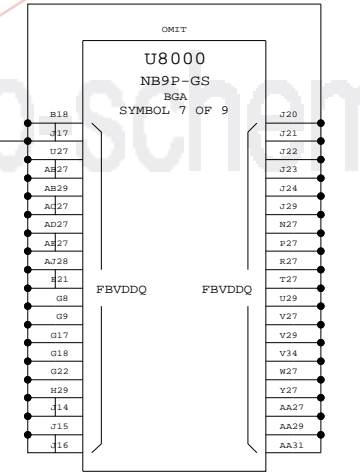 OMIT
U8000
NB9P-GS
BGA
SYMBOL 7 OF 9
B18
J20
J17
J21
U27
J22
AB27
J23
AB29
J24
AC27
J29
AD27
N27
AE27
P27
AJ28
R27
E21
T27
FBVDDQ
FBVDDQ
G8
U29
G9
V27
G17
V29
G18
V34
G22
W27
H29
Y27
J14
AA27
J15
AA29
J16
AA31